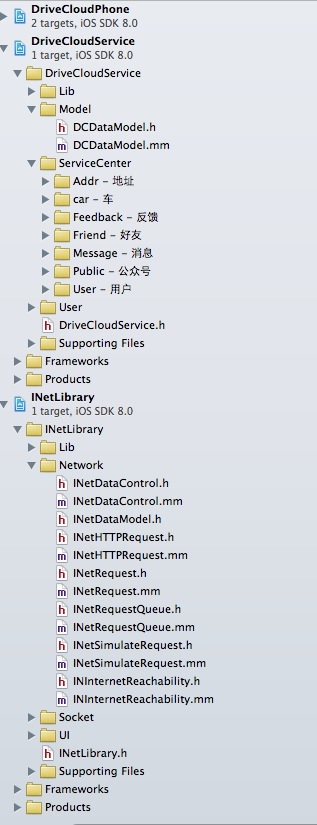 DriveCloudPhone
2 targets, iOS SDK 8.0
DriveCloudService
1 target, iOS SDK 8.0
DriveCloudService
Lib
Model
h DCDataModel.h
m DCDataModel.mm
ServiceCenter
Addr – 地址
car – 车
Feedback – 反馈
Friend – 好友
Message – 消息
Public – 公众号
User – 用户
User
h DriveCloudService.h
Supporting Files
Frameworks
Products
INetLibrary
1 target, iOS SDK 8.0
INetLibrary
Lib
Network
h INetDataControl.h
m INetDataControl.mm
h INetDataModel.h
h INetHTTPRequest.h
m INetHTTPRequest.mm
h INetRequest.h
m INetRequest.mm
h INetRequestQueue.h
m INetRequestQueue.mm
h INetSimulateRequest.h
m INetSimulateRequest.mm
h INInternetReachability.h
m INInternetReachability.mm
Socket
UI
h INetLibrary.h
Supporting Files
Frameworks
Products